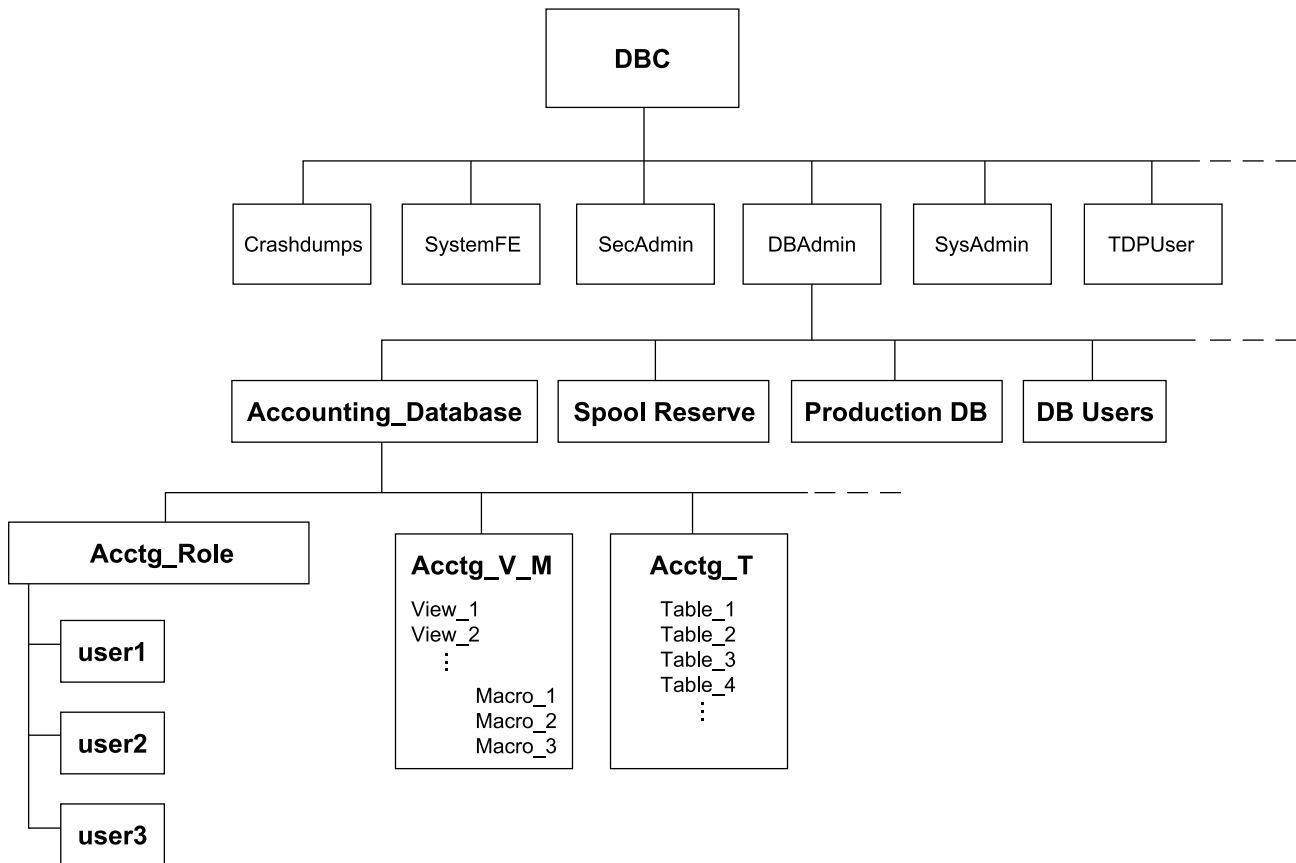 DBC
Crashdumps
SystemFE
SecAdmin
DBAdmin
SysAdmin
TDPUser
Accounting_Database
Spool Reserve
Production DB
DB Users
Acctg_Role
user1
user2
user3
Acctg_V_M
View_1
View_2
Macro_1
Macro_2
Macro_3
Acctg_T
Table_1
Table_2
Table_3
Table_4